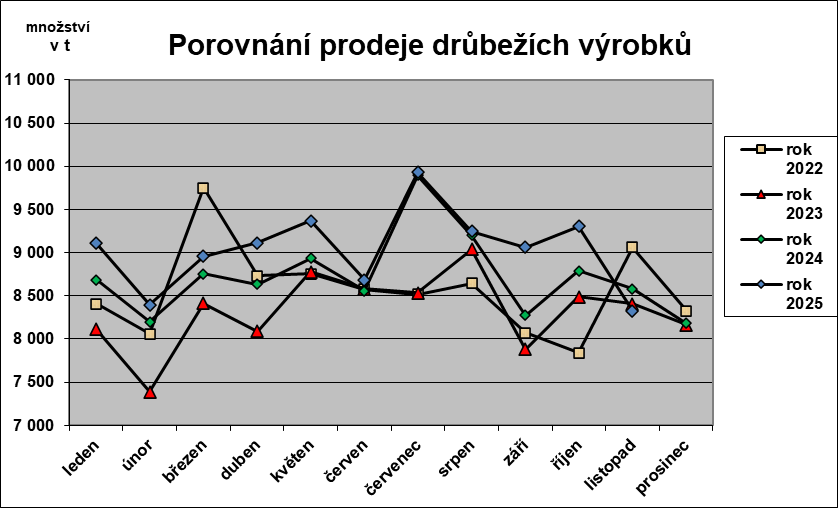 množství
v t
Porovnání prodeje drůbežích výrobků
11 000
10 500
10 000
9 500
9 000
8 500
8 000
7 500
7 000
leden
únor
březen
duben
květen
červen
červenec
srpen
září
říjen
listopad
prosinec
rok
2022
rok
2023
rok
2024
rok
2025